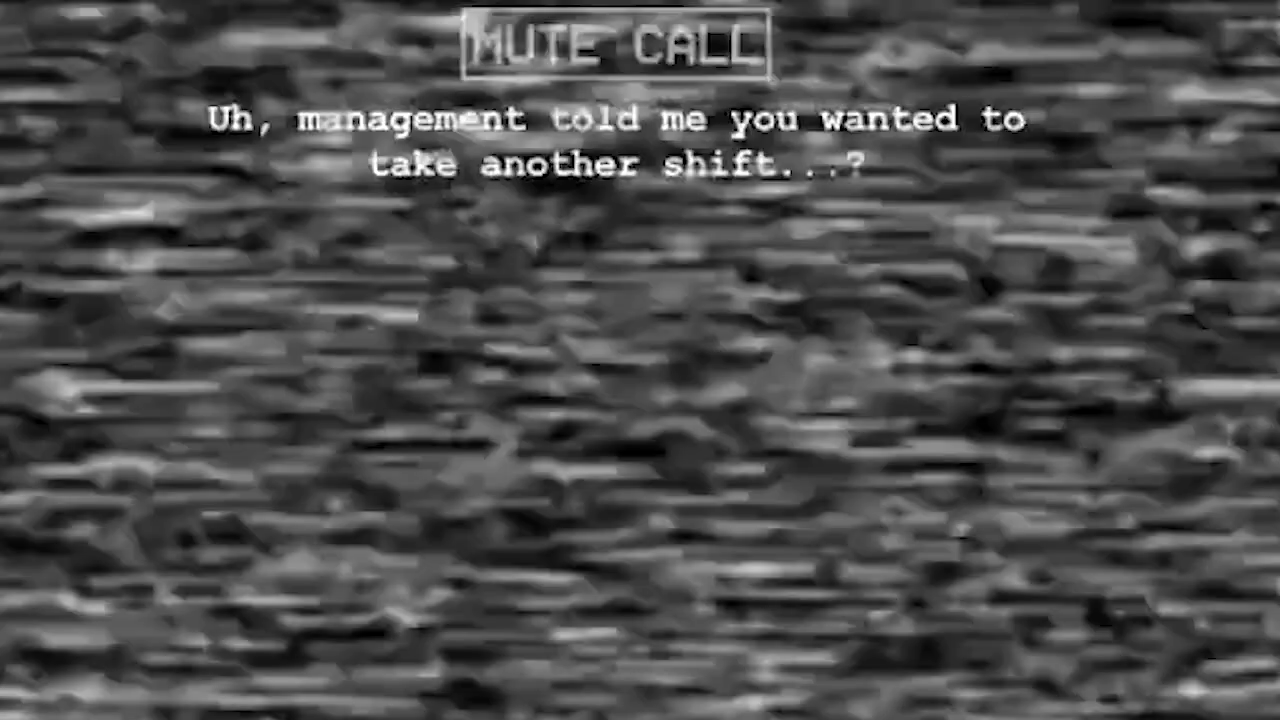 MUTE CALL
Uh, management told me you wanted to
take another shift...?